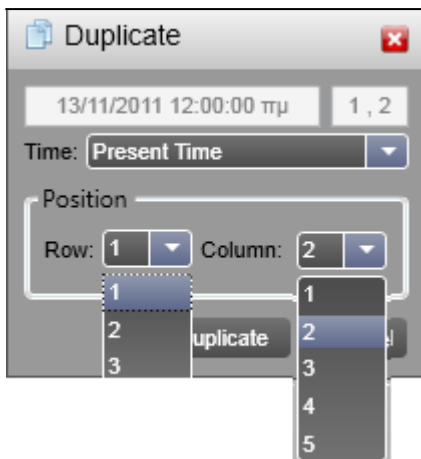 Duplicate
13/11/2011 12:00:00 πμ 1 , 2
Time: Present Time
Position
Row: 1 Column: 2
1 1
2 uplicate 2 l
3 3
4
5